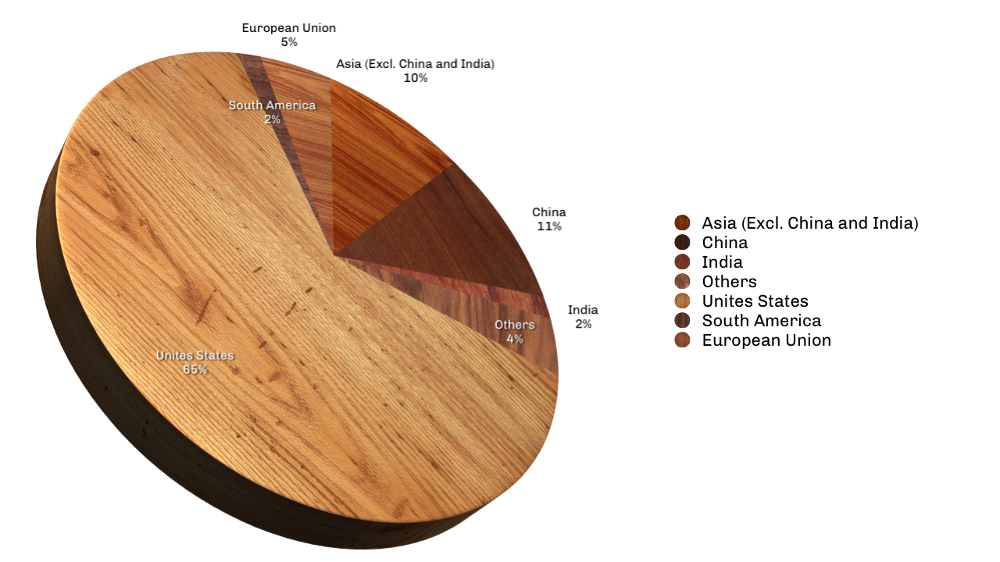 European Union
5%
Asia (Excl. China and India)
10%
South America
2%
China
11%
India
2%
Others
4%
Unites States
65%
Asia (Excl. China and India)
China
India
Others
Unites States
South America
European Union